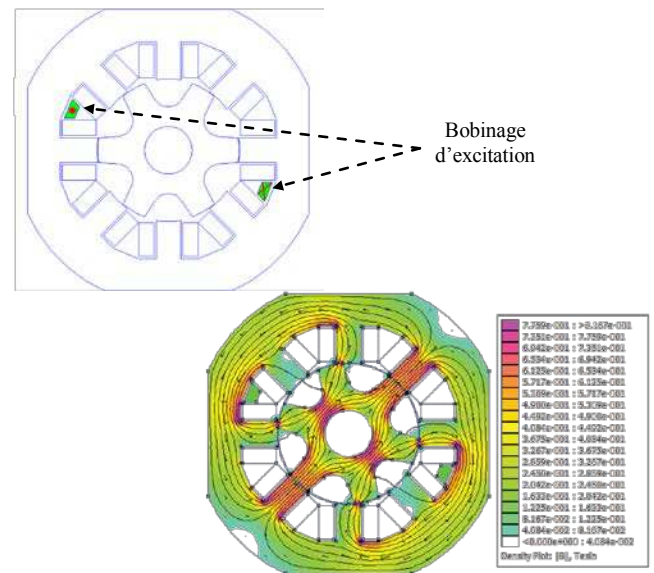 Bobinage
d'excitation
7.759e-001 : >8.167e-001
7.351e-001 : 7.759e-001
6.942e-001 : 7.351e-001
6.534e-001 : 6.942e-001
6.125e-001 : 6.534e-001
5.717e-001 : 6.125e-001
5.309e-001 : 5.717e-001
4.900e-001 : 5.309e-001
4.492e-001 : 4.900e-001
4.084e-001 : 4.492e-001
3.675e-001 : 4.084e-001
3.267e-001 : 3.675e-001
2.859e-001 : 3.267e-001
2.450e-001 : 2.859e-001
2.042e-001 : 2.450e-001
1.633e-001 : 2.042e-001
1.225e-001 : 1.633e-001
8.167e-002 : 1.225e-001
4.084e-002 : 8.167e-002
<0.000e+000 : 4.084e-002
Density Plot: |B|, Tesla